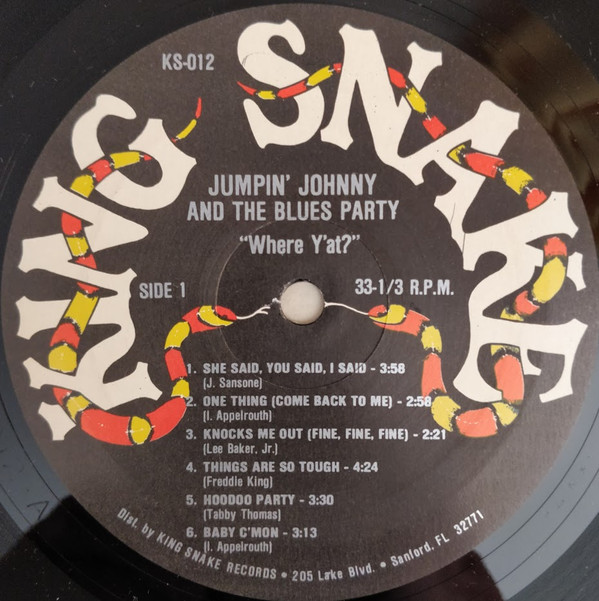 KING SNAKE
KS-012
JUMPIN' JOHNNY
AND THE BLUES PARTY
"Where Y'at?"
SIDE 1
33-1/3 R.P.M.
1. SHE SAID, YOU SAID, I SAID - 3:58
(J. Sansone)
2. ONE THING (COME BACK TO ME) - 2:58
(I. Appelrouth)
3. KNOCKS ME OUT (FINE, FINE, FINE) - 2:21
(Lee Baker, Jr.)
4. THINGS ARE SO TOUGH - 4:24
(Freddie King)
5. HOODOO PARTY - 3:30
(Tabby Thomas)
6. BABY C'MON - 3:13
(I. Appelrouth)
Dist. by KING SNAKE RECORDS • 205 Lake Blvd. • Sanford, FL 32771